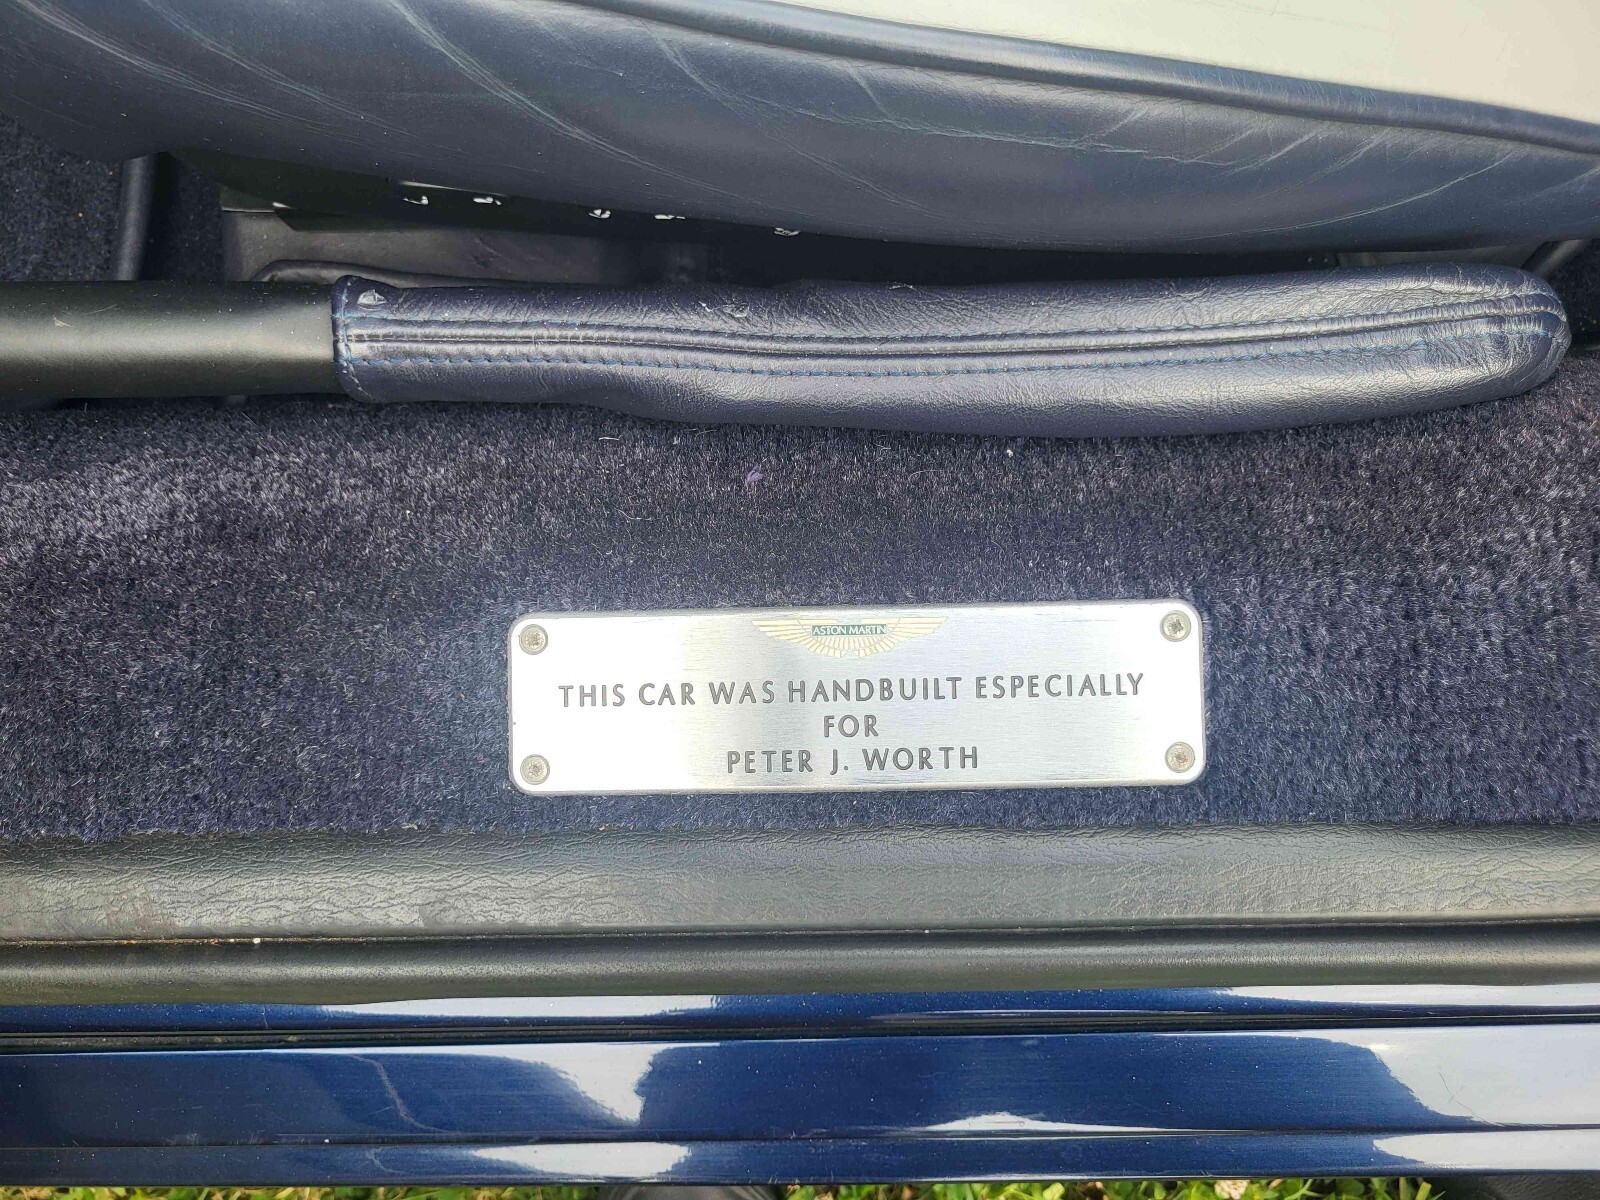 ASTON MARTIN
THIS CAR WAS HANDBUILT ESPECIALLY
FOR
PETER J. WORTH